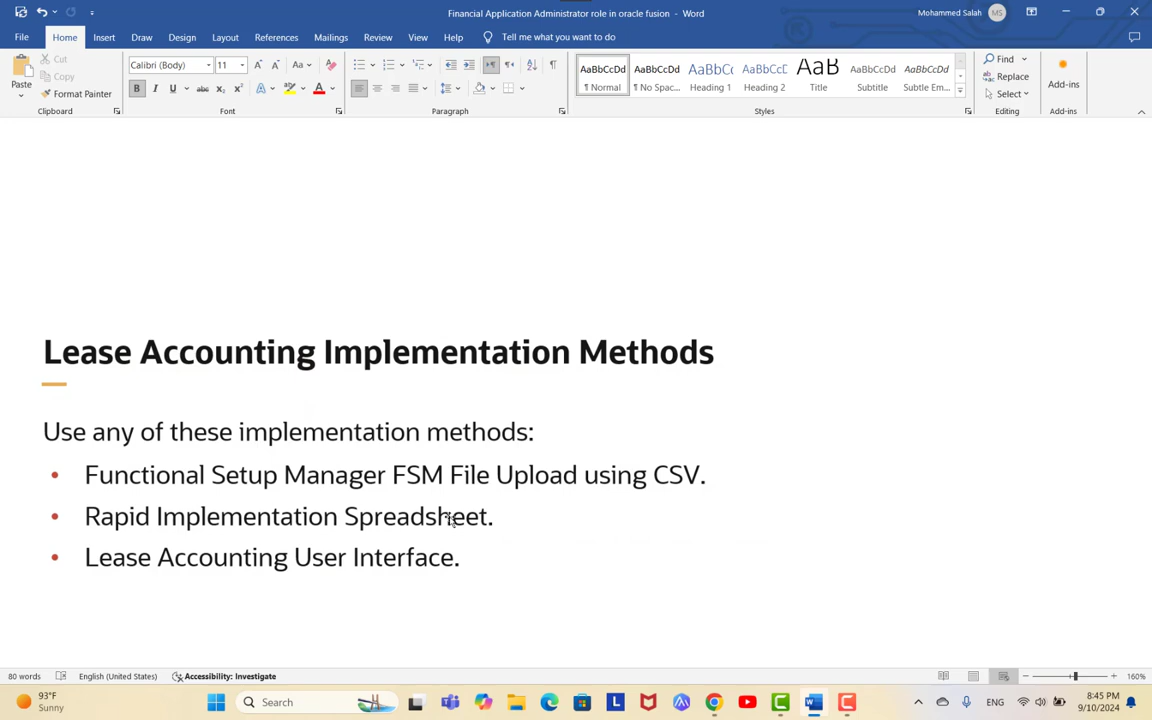 Financial Application Administrator role in oracle fusion - Word
Mohammed Salah MS
File Home Insert Draw Design Layout References Mailings Review View Help Tell me what you want to do
Paste
Cut
Copy
Format Painter
Calibri (Body) 11
Clipboard Font Paragraph Styles Editing Add-ins
AaBbCcDd AaBbCcDd AaBbCc AaBbCcC AaB AaBbCcD AaBbCcDd
¶ Normal ¶ No Spac... Heading 1 Heading 2 Title Subtitle Subtle Em...
Find
Replace
Select
Add-ins
Lease Accounting Implementation Methods
Use any of these implementation methods:
• Functional Setup Manager FSM File Upload using CSV.
• Rapid Implementation Spreadsheet.
• Lease Accounting User Interface.
80 words English (United States) Accessibility: Investigate 160%
93°F
Sunny
Search
ENG
8:45 PM
9/10/2024